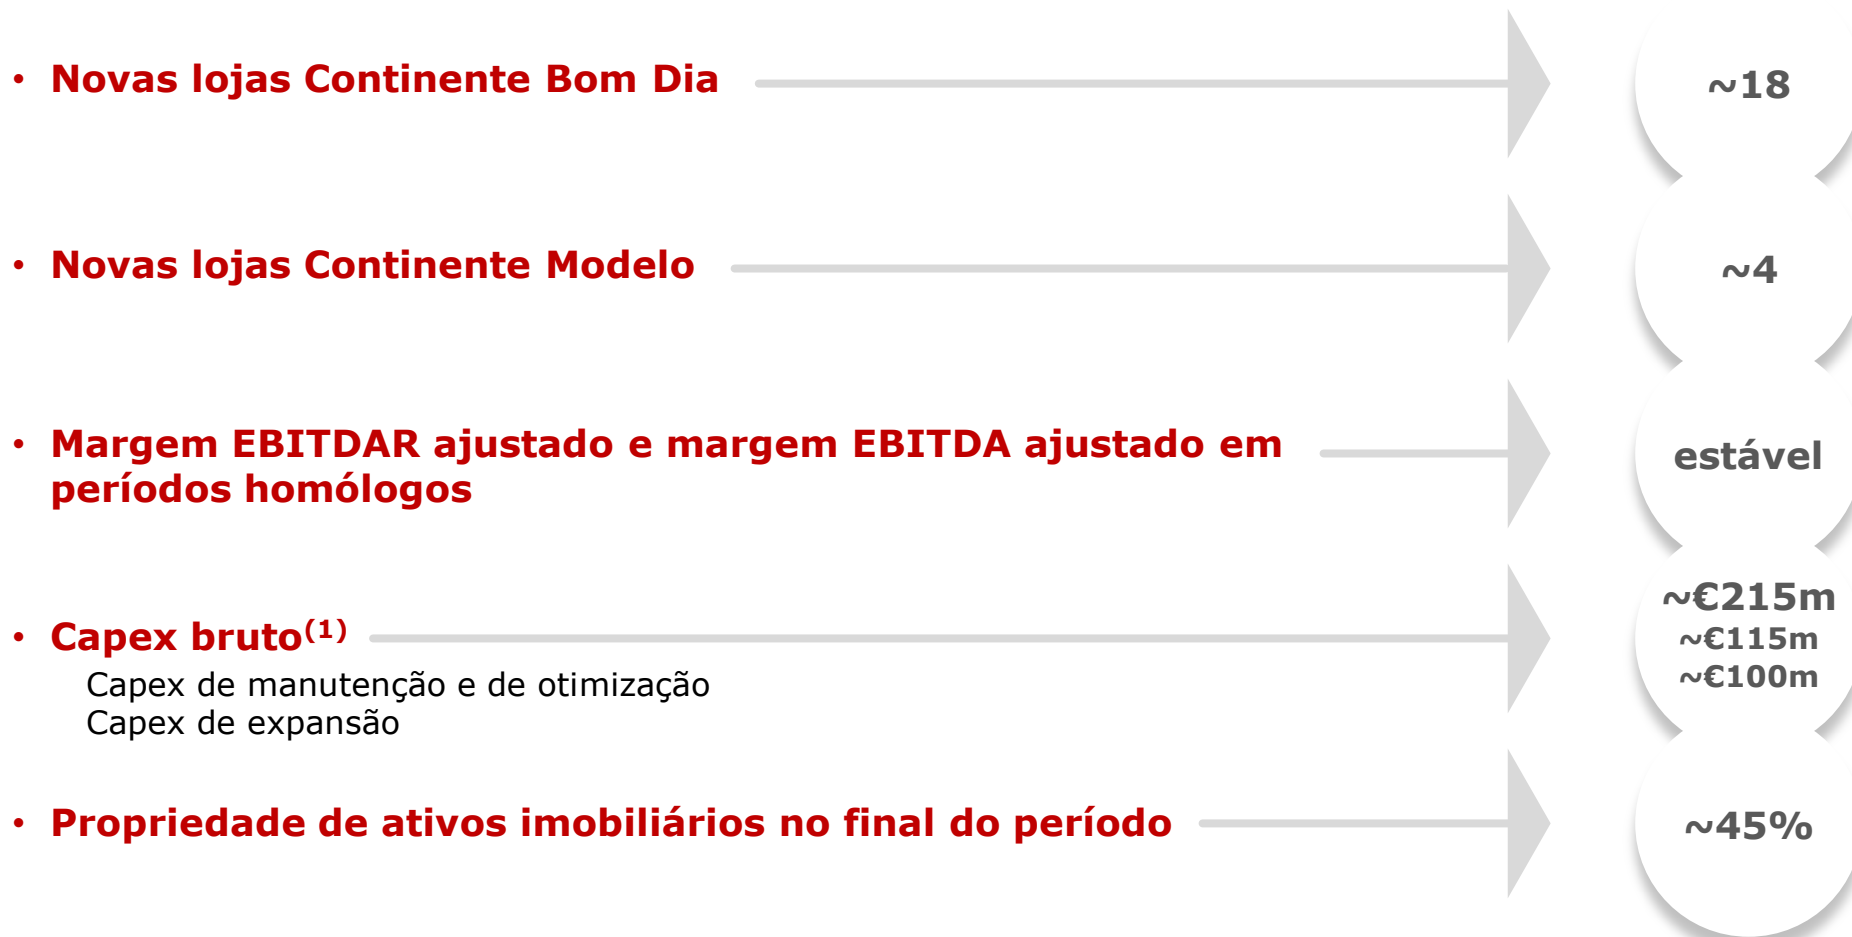 • Novas lojas Continente Bom Dia
~18
• Novas lojas Continente Modelo
~4
• Margem EBITDAR ajustado e margem EBITDA ajustado em
períodos homólogos
estável
• Capex bruto(1)
~€215m
Capex de manutenção e de otimização
~€115m
Capex de expansão
~€100m
• Propriedade de ativos imobiliários no final do período
~45%